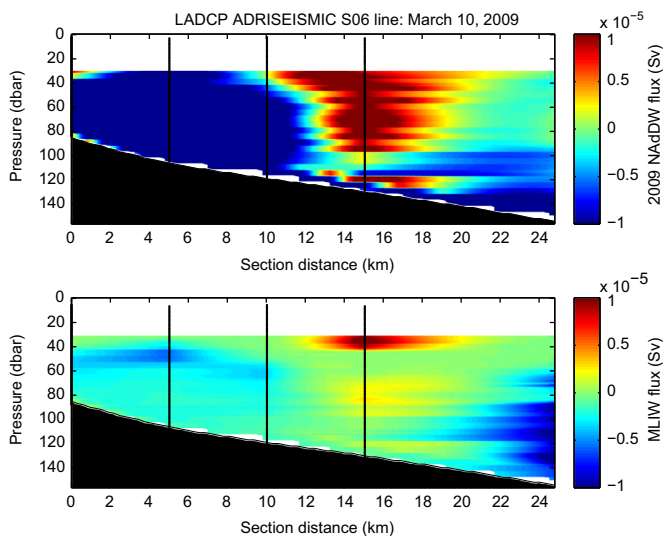 LADCP ADRISEISMIC S06 line: March 10, 2009
x 10⁻⁵
0
20
40
60
80
100
120
140
Pressure (dbar)
0 2 4 6 8 10 12 14 16 18 20 22 24
Section distance (km)
1
0.5
0
−0.5
−1
2009 NAdDW flux (Sv)
x 10⁻⁵
0
20
40
60
80
100
120
140
Pressure (dbar)
0 2 4 6 8 10 12 14 16 18 20 22 24
Section distance (km)
1
0.5
0
−0.5
−1
MLIW flux (Sv)